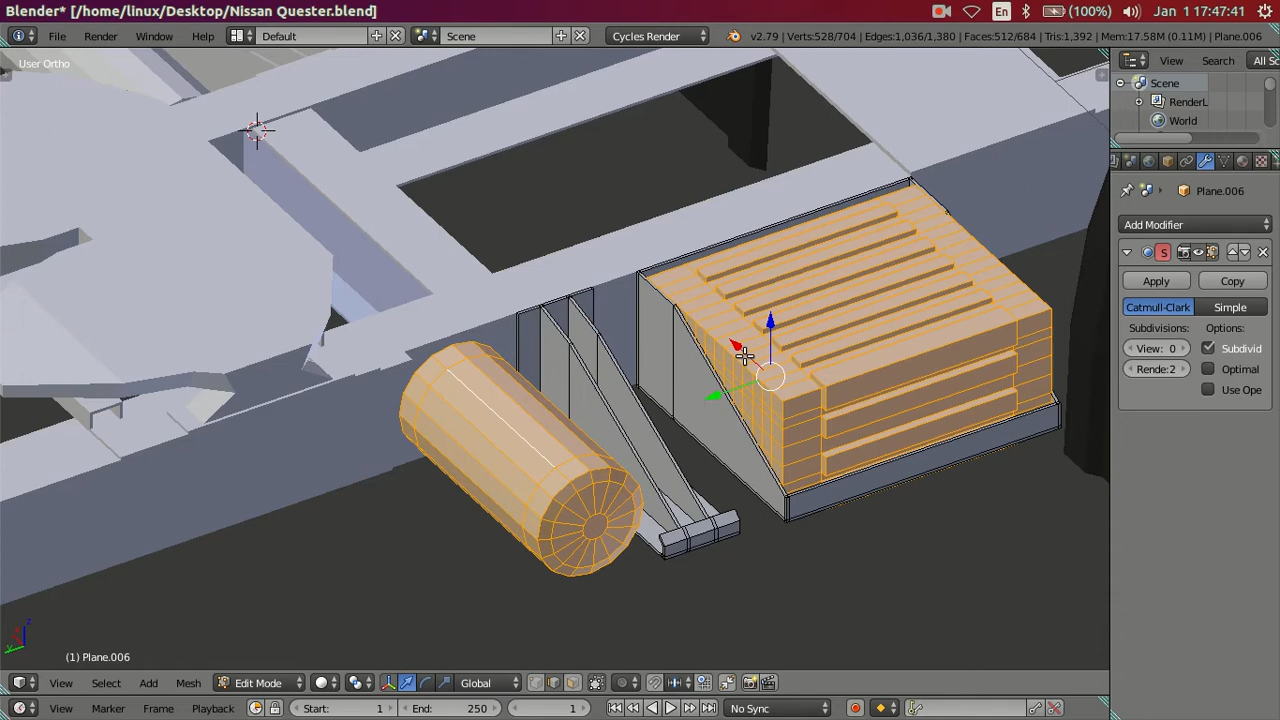 Blender* [/home/linux/Desktop/Nissan Quester.blend]
En
(100%)
Jan 1 17:47:41
File
Render
Window
Help
Default
Scene
Cycles Render
v2.79 | Verts:528/704 | Edges:1,036/1,380 | Faces:512/684 | Tris:1,392 | Mem:17.58M (0.11M) | Plane.006
View
Search
All Sc
User Ortho
Scene
RenderL
World
Plane.006
Add Modifier
S
Apply
Copy
Catmull-Clark
Simple
Subdivisions:
Options:
View: 0
Subdivid
Rende: 2
Optimal
Use Ope
z
y
(1) Plane.006
View
Select
Add
Mesh
Edit Mode
Global
View
Marker
Frame
Playback
Start:
1
End:
250
1
No Sync